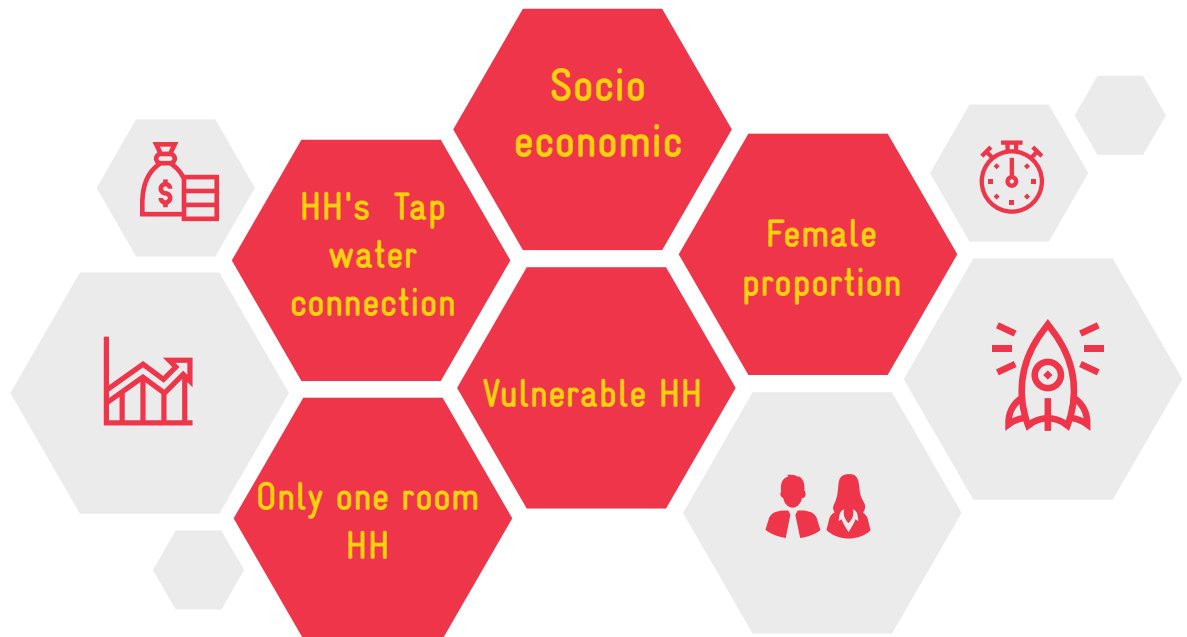 Socio
economic
HH's Tap
water
connection
Female
proportion
Vulnerable HH
Only one room
HH
$